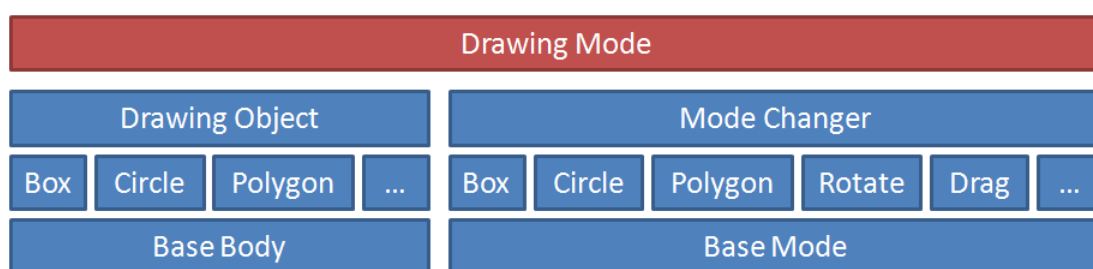 Drawing Mode
Drawing Object Mode Changer
Box Circle Polygon ... Box Circle Polygon Rotate Drag ...
Base Body Base Mode